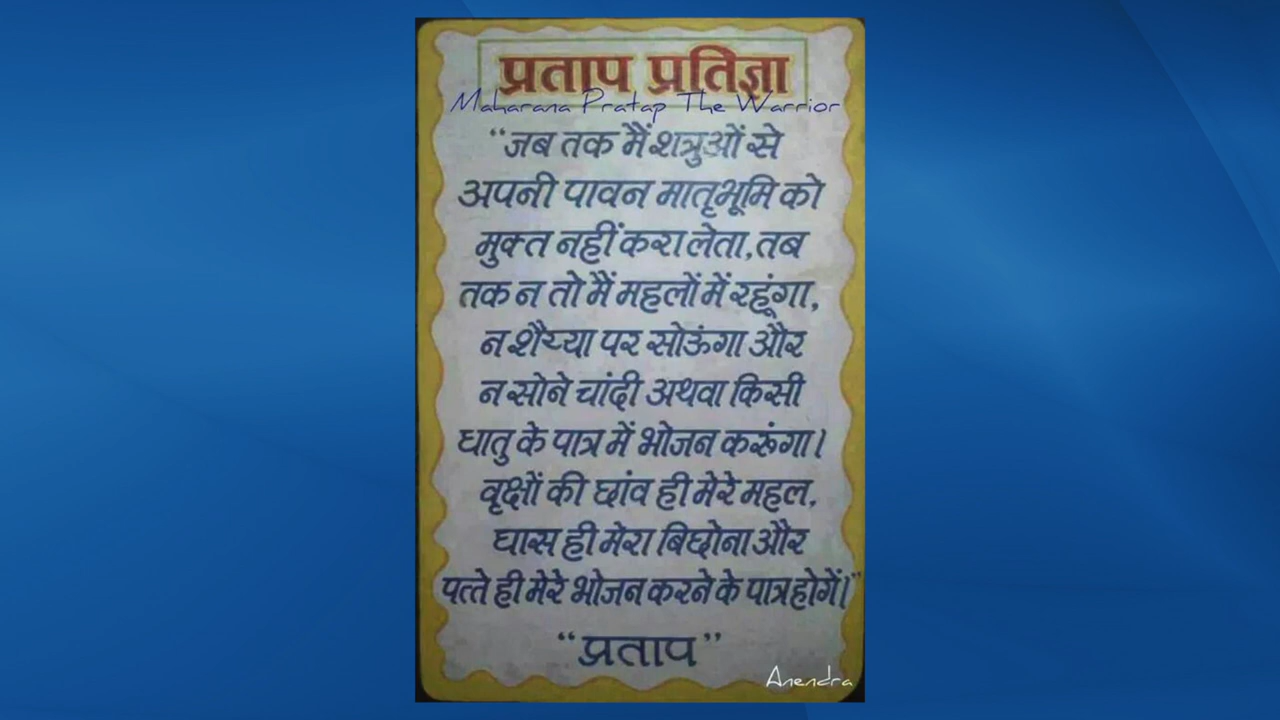 प्रताप प्रतिज्ञा
Maharana Pratap The Warrior
“जब तक मैं शत्रुओं से
अपनी पावन मातृभूमि को
मुक्त नहीं करा लेता, तब
तक न तो मैं महलों में रहूंगा,
न शैय्या पर सोऊंगा और
न सोने चांदी अथवा किसी
धातु के पात्र में भोजन करूंगा।
वृक्षों की छांव ही मेरे महल,
घास ही मेरा बिछोना और
पत्ते ही मेरे भोजन करने के पात्र होगें।”
“प्रताप”
Anendra